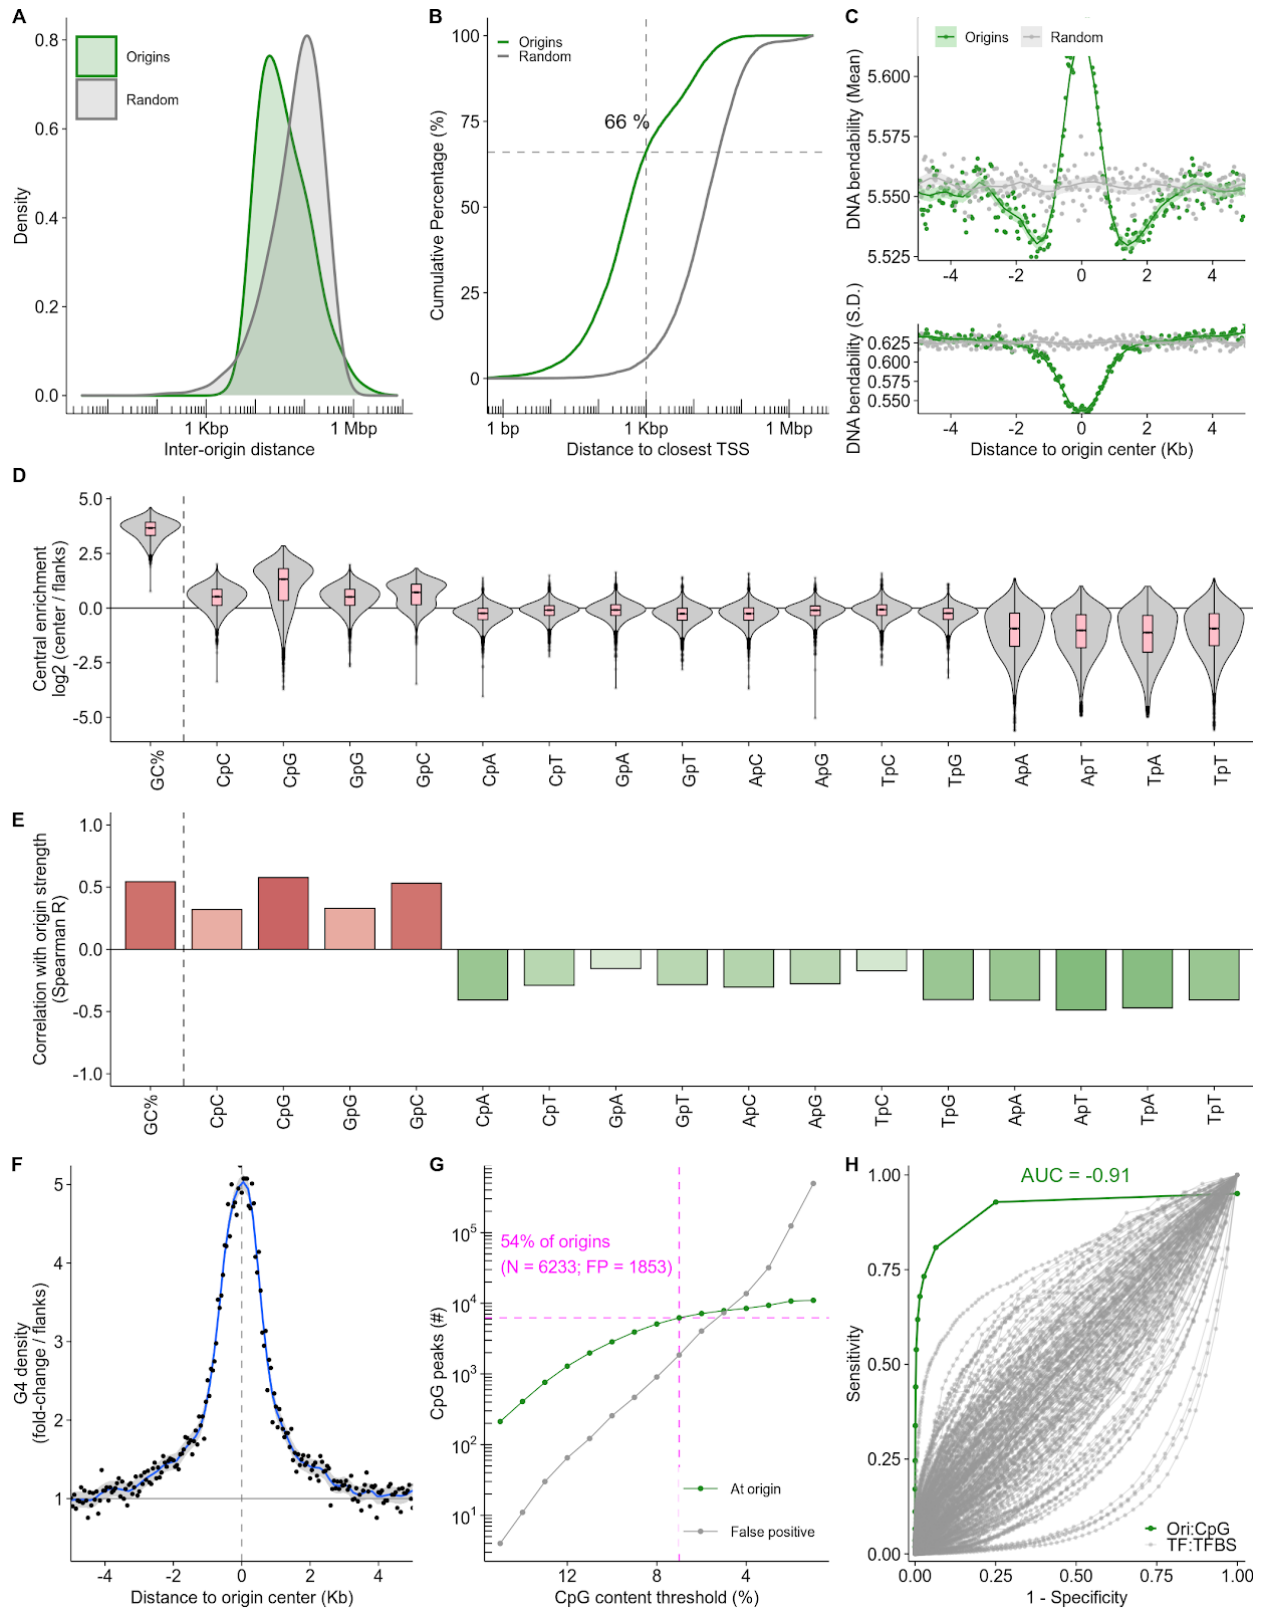 A
0.8
0.6
0.4
0.2
0.0
Density
Origins
Random
1 Kbp
1 Mbp
Inter-origin distance
B
100
75
50
25
0
Cumulative Percentage (%)
Origins
Random
66 %
1 bp
1 Kbp
1 Mbp
Distance to closest TSS
C
Origins
Random
DNA bendability (Mean)
5.600
5.575
5.550
5.525
-4
-2
0
2
4
DNA bendability (S.D.)
0.625
0.600
0.575
0.550
-4
-2
0
2
4
Distance to origin center (Kb)
D
Central enrichment
log2 (center / flanks)
5.0
2.5
0.0
-2.5
-5.0
GC%
CpC
CpG
GpG
GpC
CpA
CpT
GpA
GpT
ApC
ApG
TpC
TpG
ApA
ApT
TpA
TpT
E
Correlation with origin strength
(Spearman R)
1.0
0.5
0.0
-0.5
-1.0
GC%
CpC
CpG
GpG
GpC
CpA
CpT
GpA
GpT
ApC
ApG
TpC
TpG
ApA
ApT
TpA
TpT
F
G4 density
(fold-change / flanks)
5
4
3
2
1
-4
-2
0
2
4
Distance to origin center (Kb)
G
CpG peaks (#)
10^5
10^4
10^3
10^2
10^1
54% of origins
(N = 6233; FP = 1853)
At origin
False positive
12
8
4
CpG content threshold (%)
H
Sensitivity
1.00
0.75
0.50
0.25
0.00
AUC = -0.91
Ori:CpG
TF:TFBS
0.00
0.25
0.50
0.75
1.00
1 - Specificity